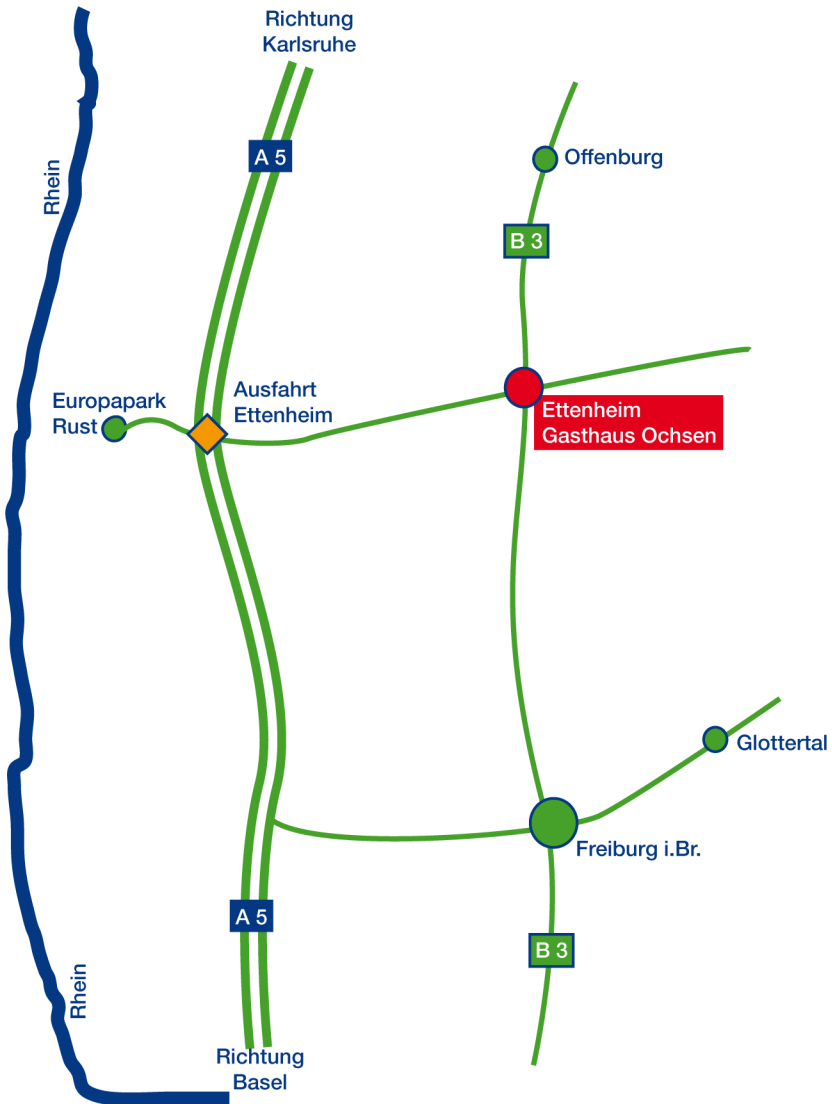 Richtung
Karlsruhe
A 5
Offenburg
Rhein
B 3
Europapark
Rust
Ausfahrt
Ettenheim
Ettenheim
Gasthaus Ochsen
Glottertal
Freiburg i.Br.
A 5
B 3
Rhein
Richtung
Basel